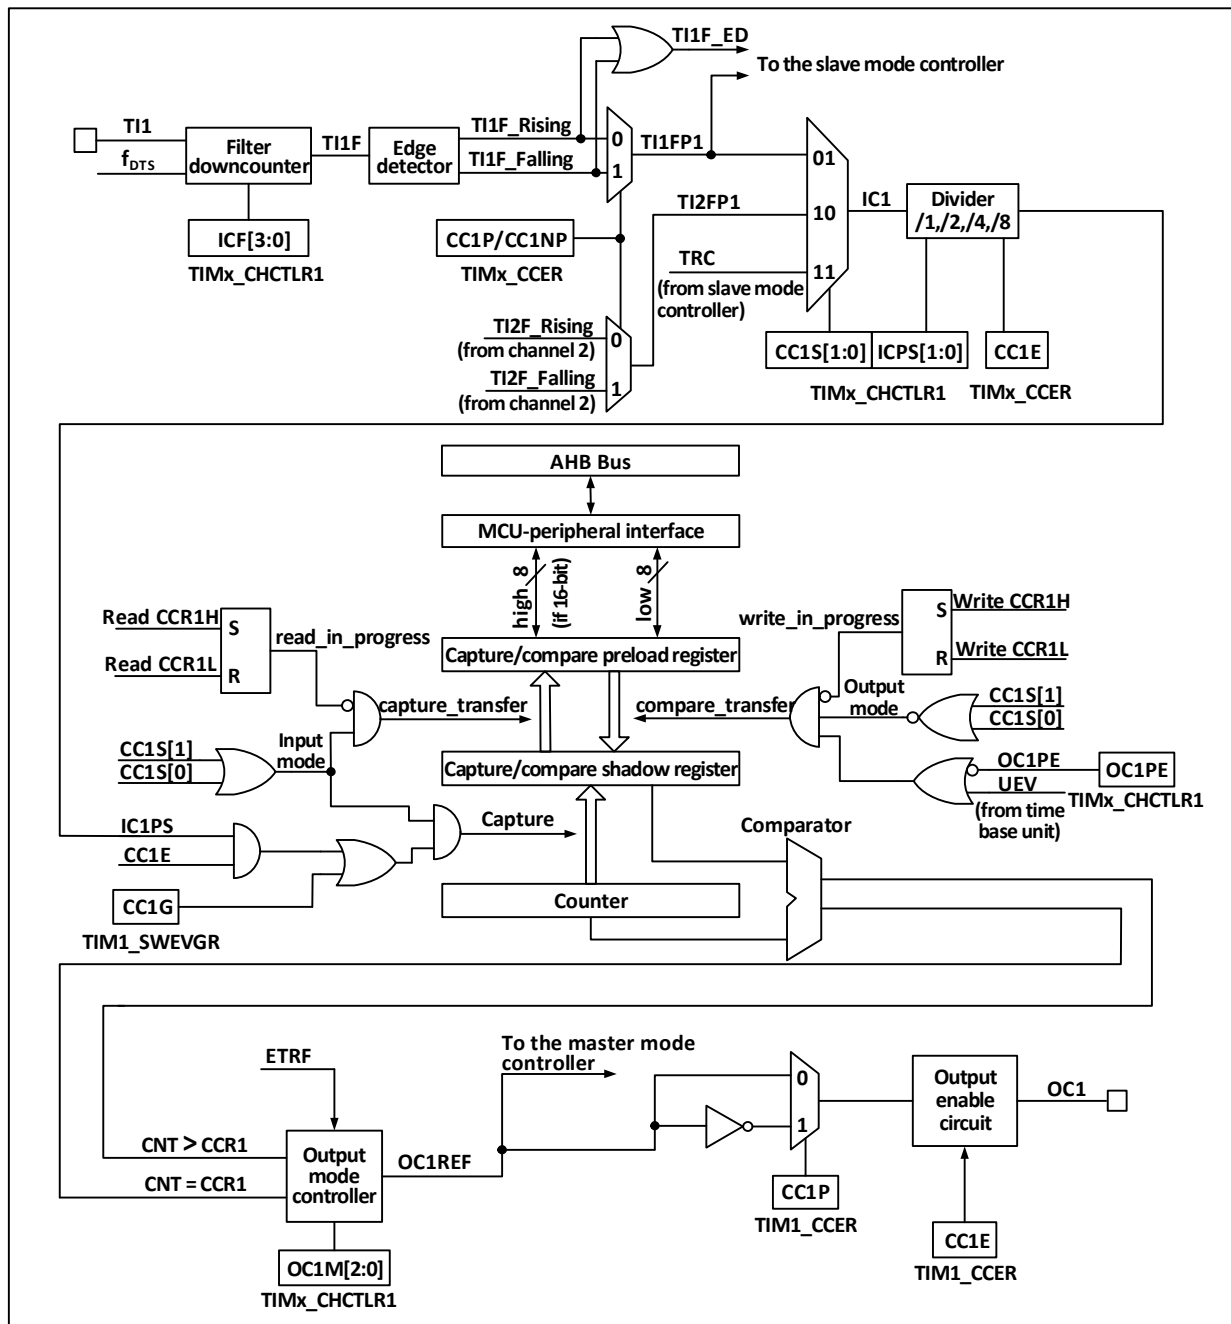 TI1F_ED
To the slave mode controller
TI1
f_DTS
Filter
downcounter
TI1F
Edge
detector
TI1F_Rising
TI1F_Falling
0
1
TI1FP1
01
10
11
IC1
Divider
/1,/2,/4,/8
TI2FP1
TRC
(from slave mode
controller)
ICF[3:0]
TIMx_CHCTLR1
CC1P/CC1NP
TIMx_CCER
TI2F_Rising
(from channel 2)
TI2F_Falling
(from channel 2)
0
1
CC1S[1:0]
ICPS[1:0]
CC1E
TIMx_CHCTLR1
TIMx_CCER
AHB Bus
MCU-peripheral interface
high
8
(if 16-bit)
low
8
Read CCR1H
Read CCR1L
S
R
read_in_progress
Capture/compare preload register
write_in_progress
S
R
Write CCR1H
Write CCR1L
capture_transfer
compare_transfer
Output
mode
CC1S[1]
CC1S[0]
CC1S[1]
CC1S[0]
Input
mode
Capture/compare shadow register
OC1PE
UEV
(from time
base unit)
OC1PE
TIMx_CHCTLR1
IC1PS
CC1E
CC1G
TIM1_SWEVGR
Capture
Counter
Comparator
ETRF
To the master mode
controller
CNT > CCR1
CNT = CCR1
Output
mode
controller
OC1REF
0
1
Output
enable
circuit
OC1
OC1M[2:0]
TIMx_CHCTLR1
CC1P
TIM1_CCER
CC1E
TIM1_CCER